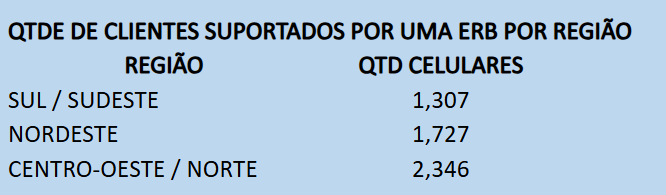 QTDE DE CLIENTES SUPORTADOS POR UMA ERB POR REGIÃO
REGIÃO QTD CELULARES
SUL / SUDESTE 1,307
NORDESTE 1,727
CENTRO-OESTE / NORTE 2,346